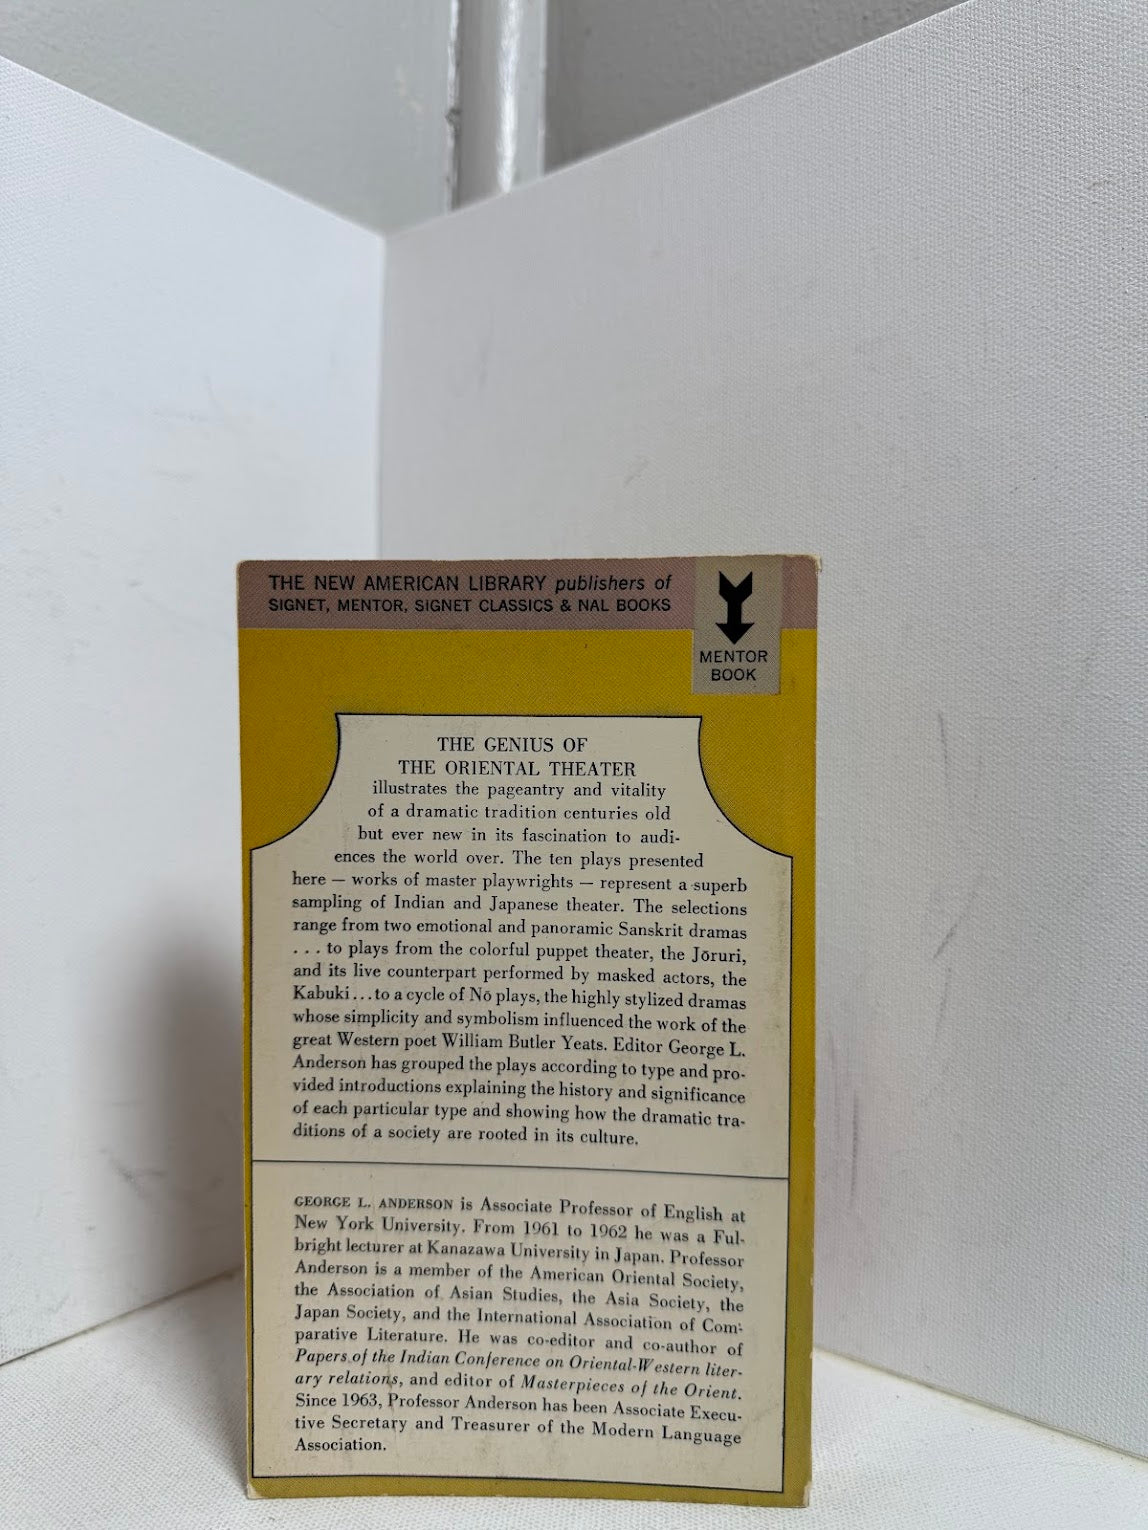 THE NEW AMERICAN LIBRARY publishers of
SIGNET, MENTOR, SIGNET CLASSICS & NAL BOOKS
MENTOR
BOOK
THE GENIUS OF
THE ORIENTAL THEATER
illustrates the pageantry and vitality
of a dramatic tradition centuries old
but ever new in its fascination to audi-
ences the world over. The ten plays presented
here — works of master playwrights — represent a superb
sampling of Indian and Japanese theater. The selections
range from two emotional and panoramic Sanskrit dramas
. . . to plays from the colorful puppet theater, the Jōruri,
and its live counterpart performed by masked actors, the
Kabuki...to a cycle of Nō plays, the highly stylized dramas
whose simplicity and symbolism influenced the work of the
great Western poet William Butler Yeats. Editor George L.
Anderson has grouped the plays according to type and pro-
vided introductions explaining the history and significance
of each particular type and showing how the dramatic tra-
ditions of a society are rooted in its culture.
GEORGE L. ANDERSON is Associate Professor of English at
New York University. From 1961 to 1962 he was a Ful-
bright lecturer at Kanazawa University in Japan. Professor
Anderson is a member of the American Oriental Society,
the Association of Asian Studies, the Asia Society, the
Japan Society, and the International Association of Com-
parative Literature. He was co-editor and co-author of
Papers of the Indian Conference on Oriental-Western liter-
ary relations, and editor of Masterpieces of the Orient.
Since 1963, Professor Anderson has been Associate Execu-
tive Secretary and Treasurer of the Modern Language
Association.